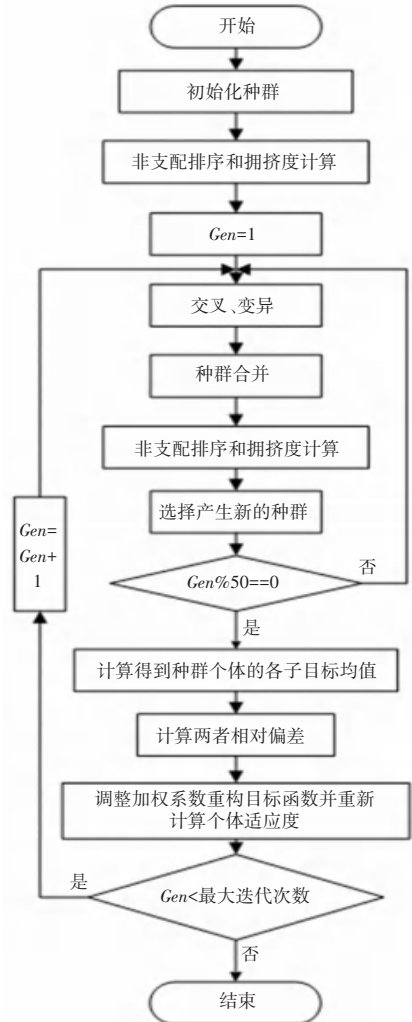 开始
初始化种群
非支配排序和拥挤度计算
Gen=1
交叉、变异
种群合并
非支配排序和拥挤度计算
选择产生新的种群
Gen=
Gen+
1
Gen%50==0
否
是
计算得到种群个体的各子目标均值
计算两者相对偏差
调整加权系数重构目标函数并重新
计算个体适应度
是
Gen<最大迭代次数
否
结束